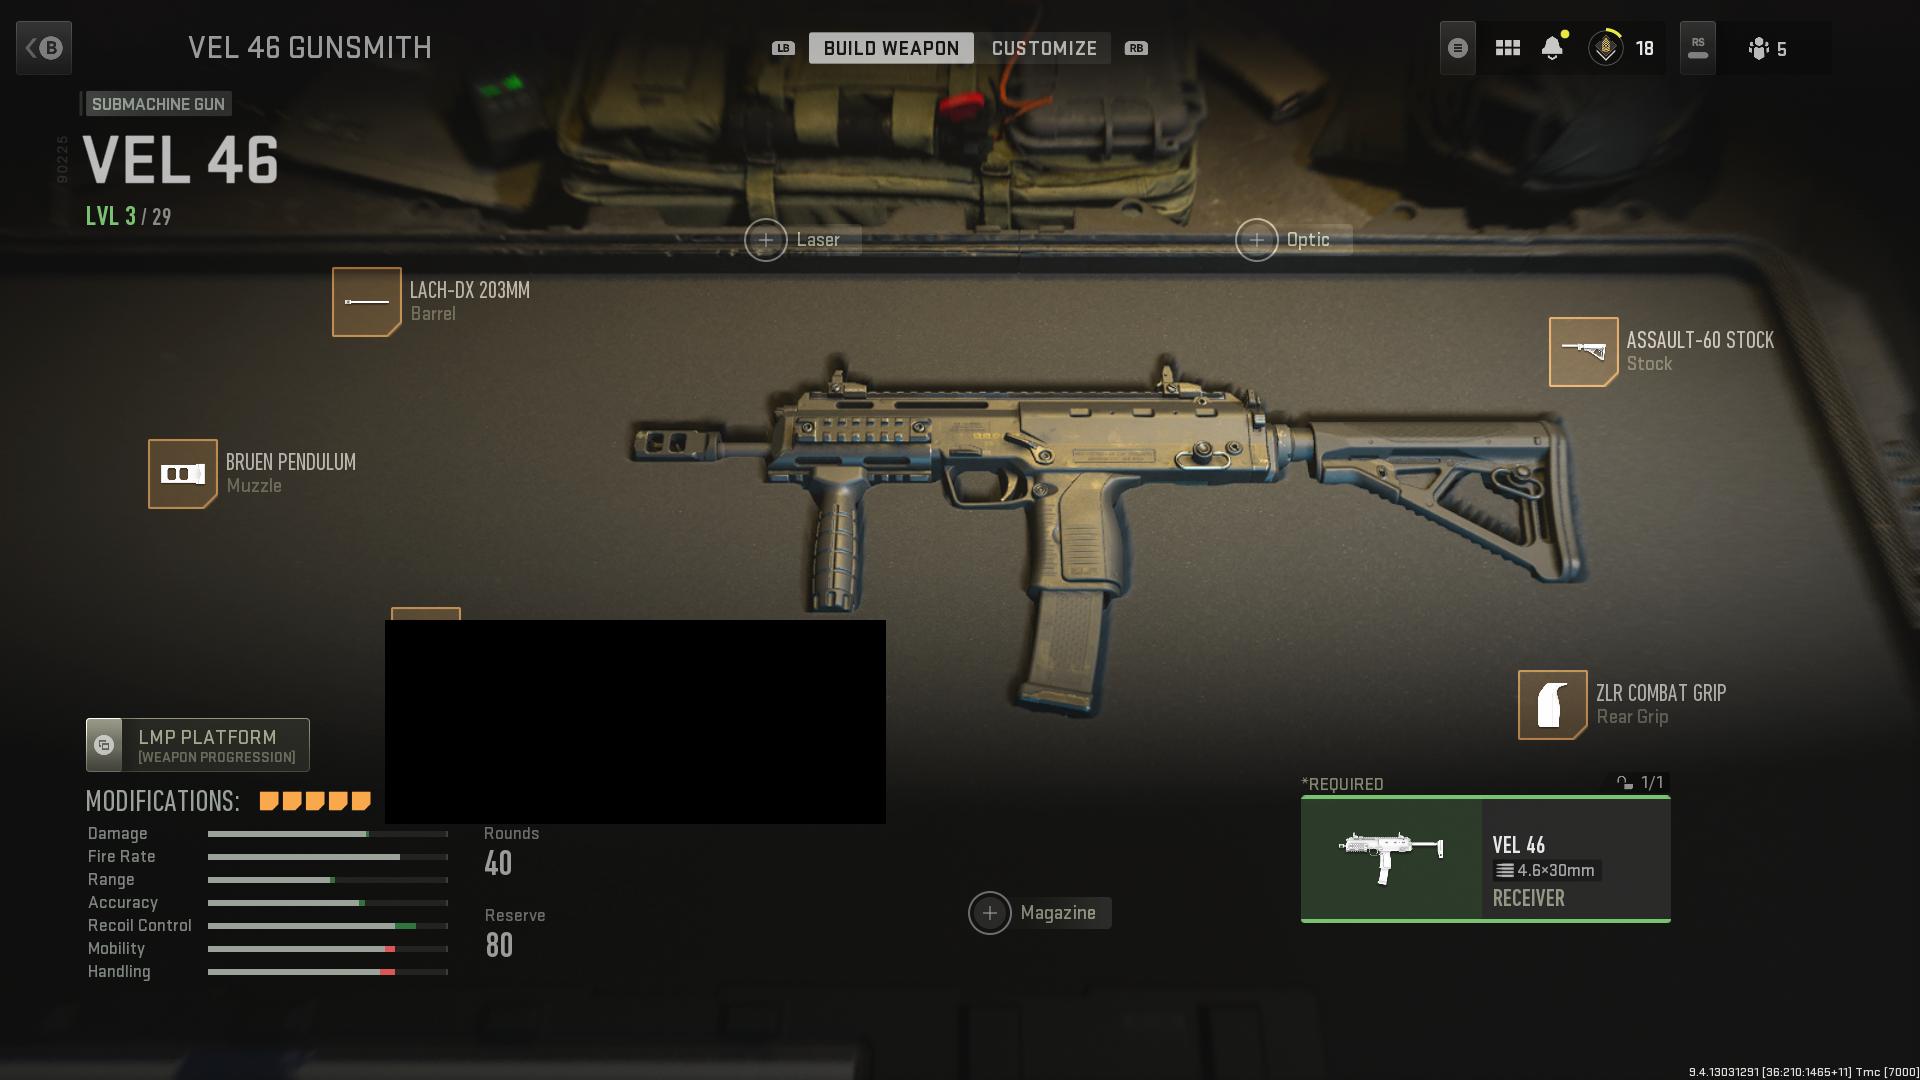 B
VEL 46 GUNSMITH
LB
BUILD WEAPON
CUSTOMIZE
RB
18
RS
5
SUBMACHINE GUN
90225
VEL 46
LVL 3 / 29
Laser
Optic
LACH-DX 203MM
Barrel
ASSAULT-60 STOCK
Stock
BRUEN PENDULUM
Muzzle
ZLR COMBAT GRIP
Rear Grip
LMP PLATFORM
[WEAPON PROGRESSION]
MODIFICATIONS:
Damage
Fire Rate
Range
Accuracy
Recoil Control
Mobility
Handling
Rounds
40
Reserve
80
Magazine
*REQUIRED
1/1
VEL 46
4.6×30mm
RECEIVER
9.4.13031291 [36:210:1465+11] Tmc [7000]